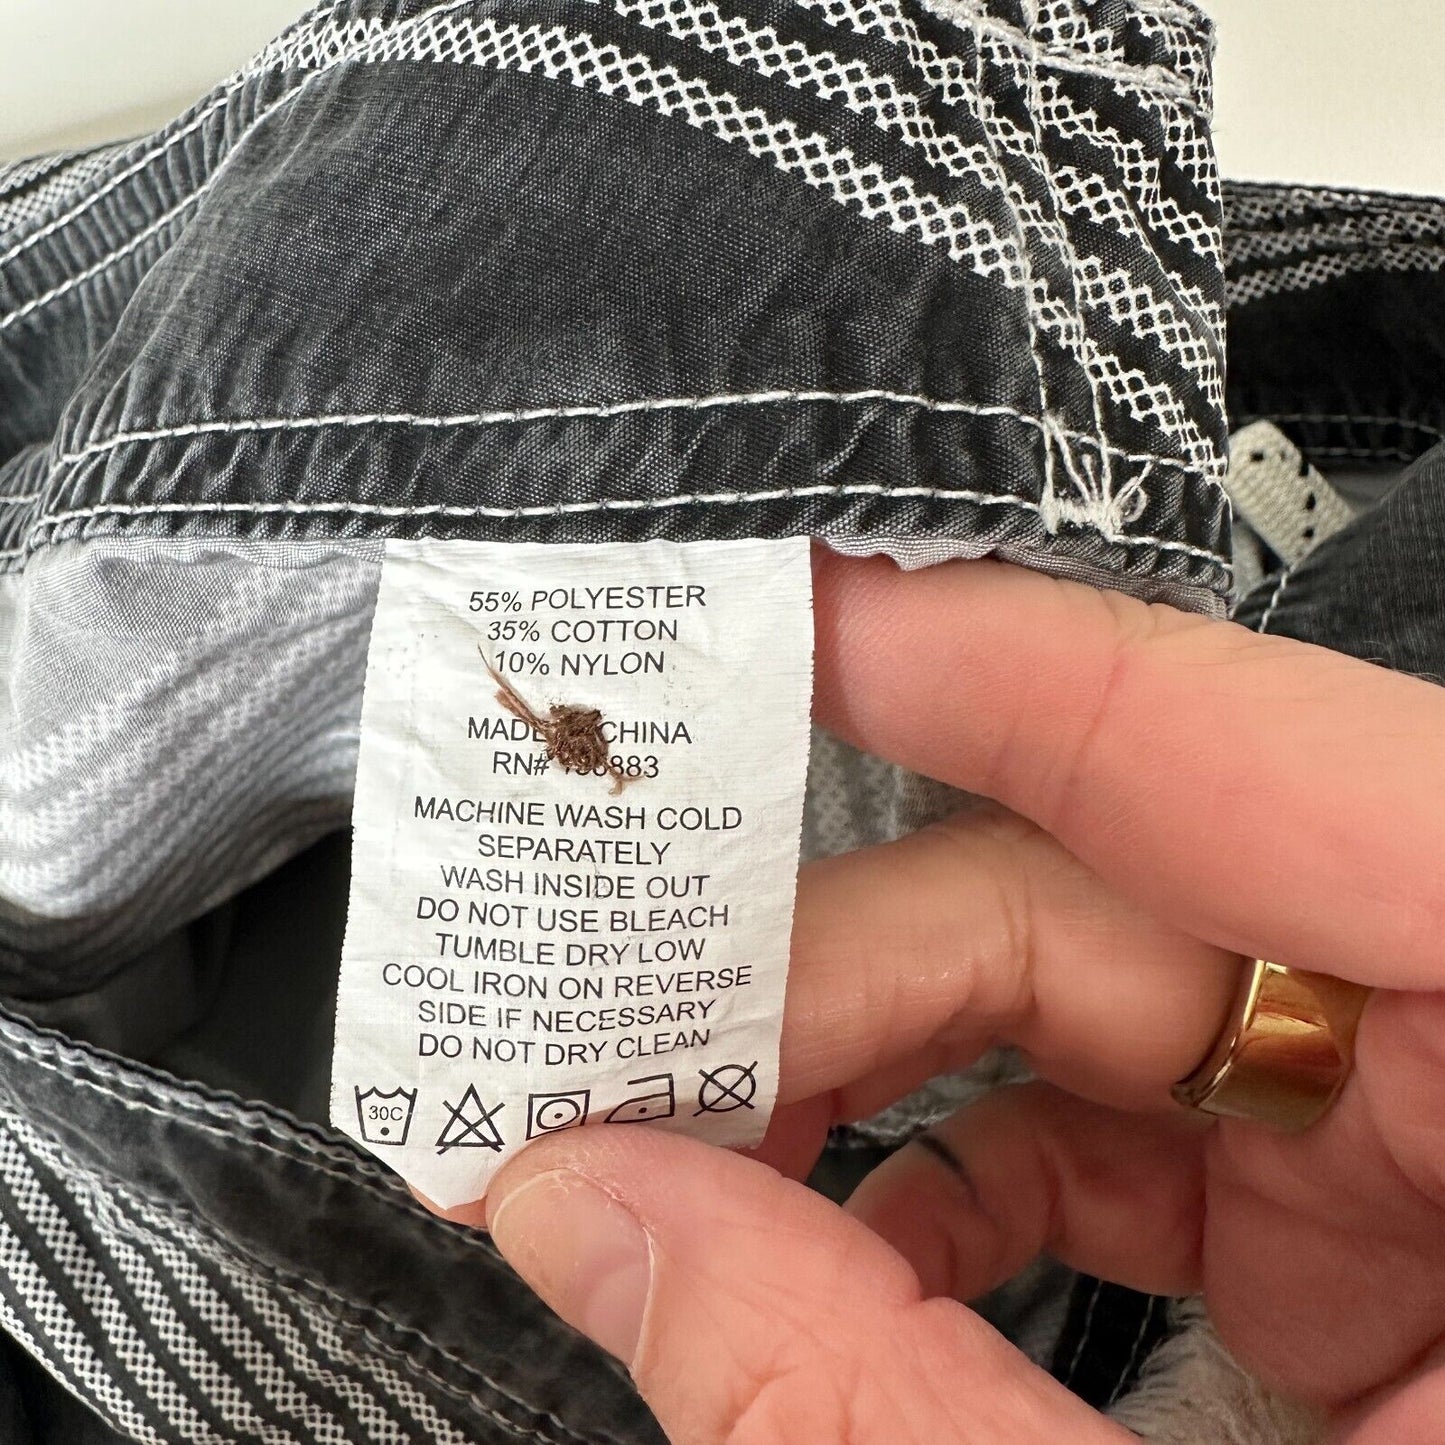 55% POLYESTER
35% COTTON
10% NYLON
MADE CHINA
RN#
MACHINE WASH COLD
SEPARATELY
WASH INSIDE OUT
DO NOT USE BLEACH
TUMBLE DRY LOW
COOL IRON ON REVERSE
SIDE IF NECESSARY
DO NOT DRY CLEAN
30C